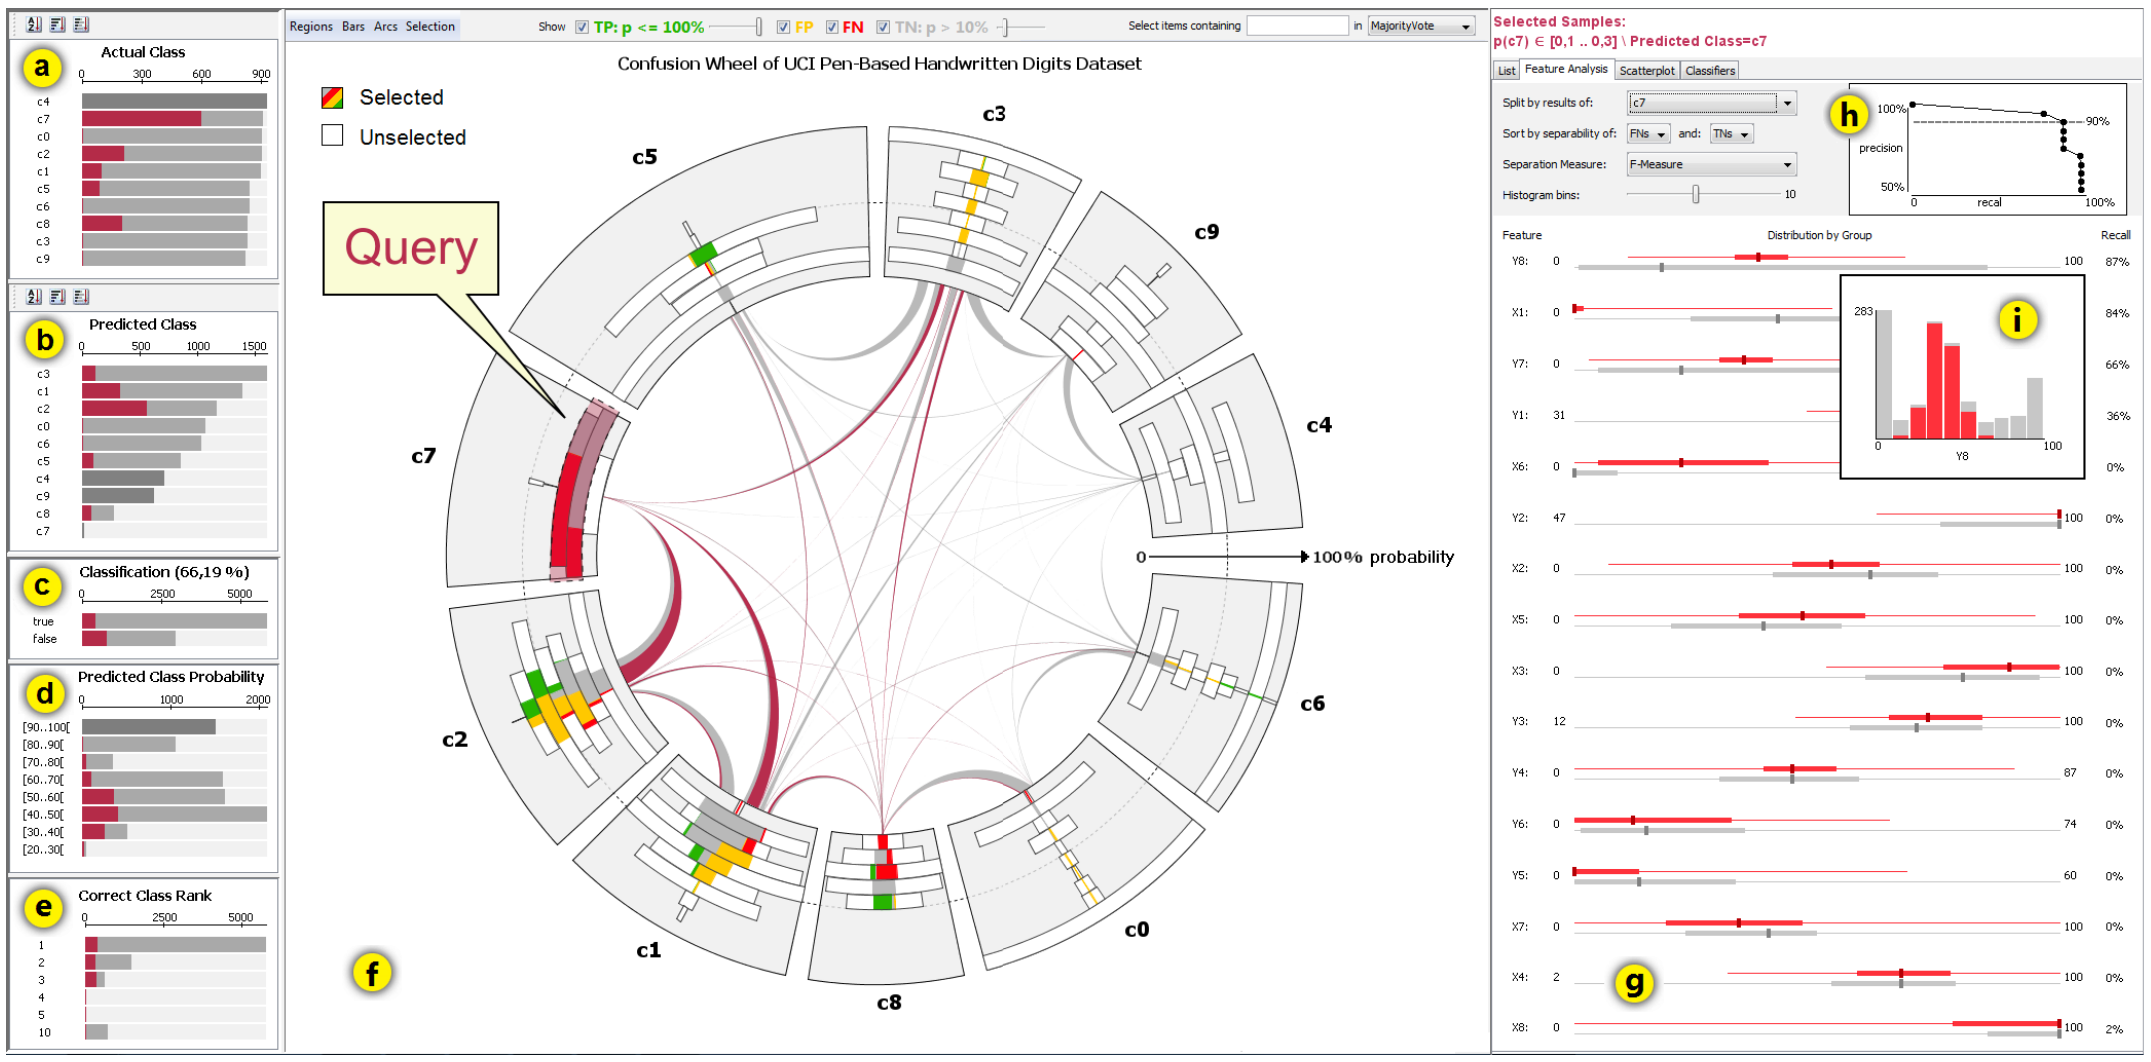 a
Actual Class
0 300 600 900
c4
c7
c0
c2
c1
c5
c6
c8
c3
c9
b
Predicted Class
0 500 1000 1500
c3
c1
c2
c0
c6
c5
c4
c9
c8
c7
c
Classification (66,19 %)
0 2500 5000
true
false
d
Predicted Class Probability
0 1000 2000
[90..100[
[80..90[
[70..80[
[60..70[
[50..60[
[40..50[
[30..40[
[20..30[
e
Correct Class Rank
0 2500 5000
1
2
3
4
5
10
Regions Bars Arcs Selection Show TP: p <= 100% FP FN TN: p > 10% Select items containing in MajorityVote
Confusion Wheel of UCI Pen-Based Handwritten Digits Dataset
Selected
Unselected
Query
c3
c5
c9
c4
c7
0 100% probability
c6
c2
c0
c1
c8
f
Selected Samples:
p(c7) ∈ [0,1 .. 0,3] \ Predicted Class=c7
List Feature Analysis Scatterplot Classifiers
Split by results of: c7
Sort by separability of: FNs and: TNs
Separation Measure: F-Measure
Histogram bins: 10
h
100%
90%
precision
50%
0 recal 100%
Feature Distribution by Group Recall
Y8: 0 100 87%
X1: 0 84%
Y7: 0 66%
Y1: 31 36%
X6: 0 0%
i
283
0 100
Y8
Y2: 47 100 0%
X2: 0 100 0%
X5: 0 100 0%
X3: 0 100 0%
Y3: 12 100 0%
Y4: 0 87 0%
Y6: 0 74 0%
Y5: 0 60 0%
X7: 0 100 0%
X4: 2 100 0%
g
X8: 0 100 2%